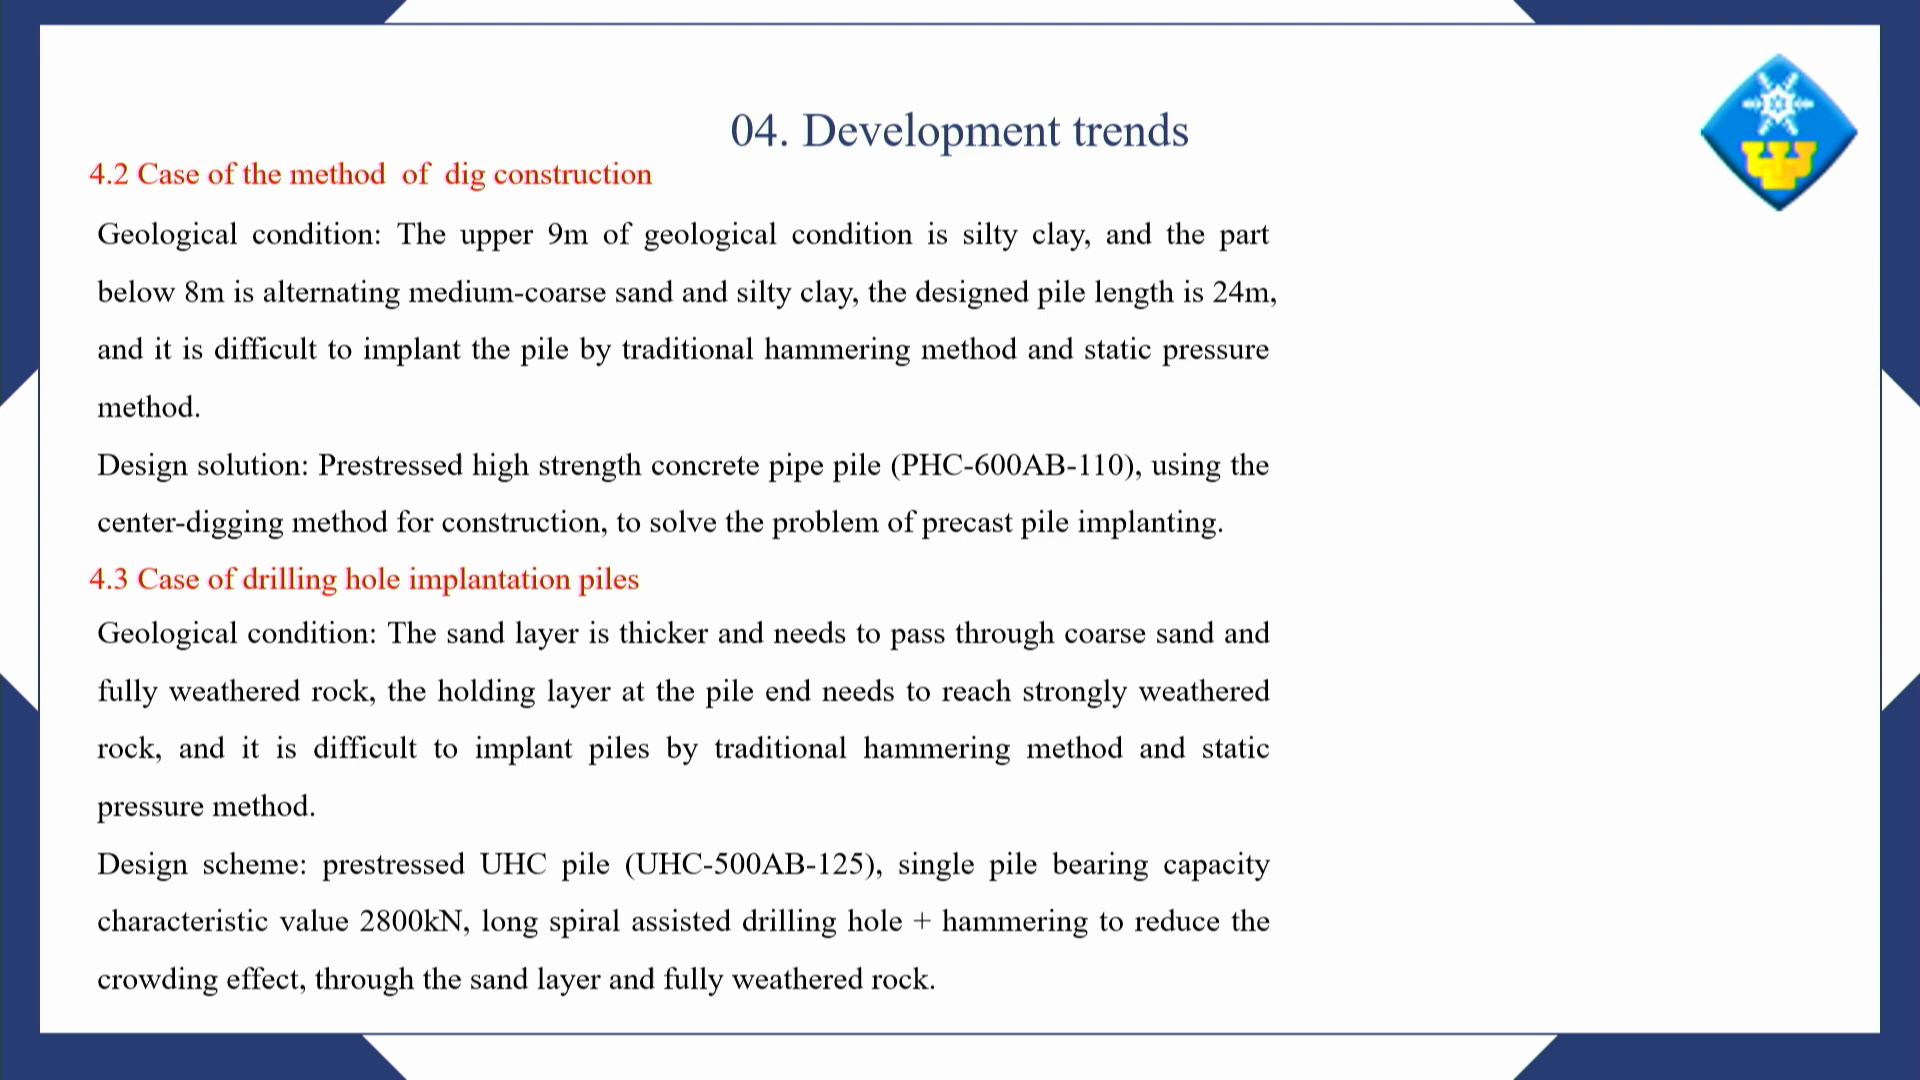 04. Development trends
4.2 Case of the method of dig construction
Geological condition: The upper 9m of geological condition is silty clay, and the part
below 8m is alternating medium-coarse sand and silty clay, the designed pile length is 24m,
and it is difficult to implant the pile by traditional hammering method and static pressure
method.
Design solution: Prestressed high strength concrete pipe pile (PHC-600AB-110), using the
center-digging method for construction, to solve the problem of precast pile implanting.
4.3 Case of drilling hole implantation piles
Geological condition: The sand layer is thicker and needs to pass through coarse sand and
fully weathered rock, the holding layer at the pile end needs to reach strongly weathered
rock, and it is difficult to implant piles by traditional hammering method and static
pressure method.
Design scheme: prestressed UHC pile (UHC-500AB-125), single pile bearing capacity
characteristic value 2800kN, long spiral assisted drilling hole + hammering to reduce the
crowding effect, through the sand layer and fully weathered rock.